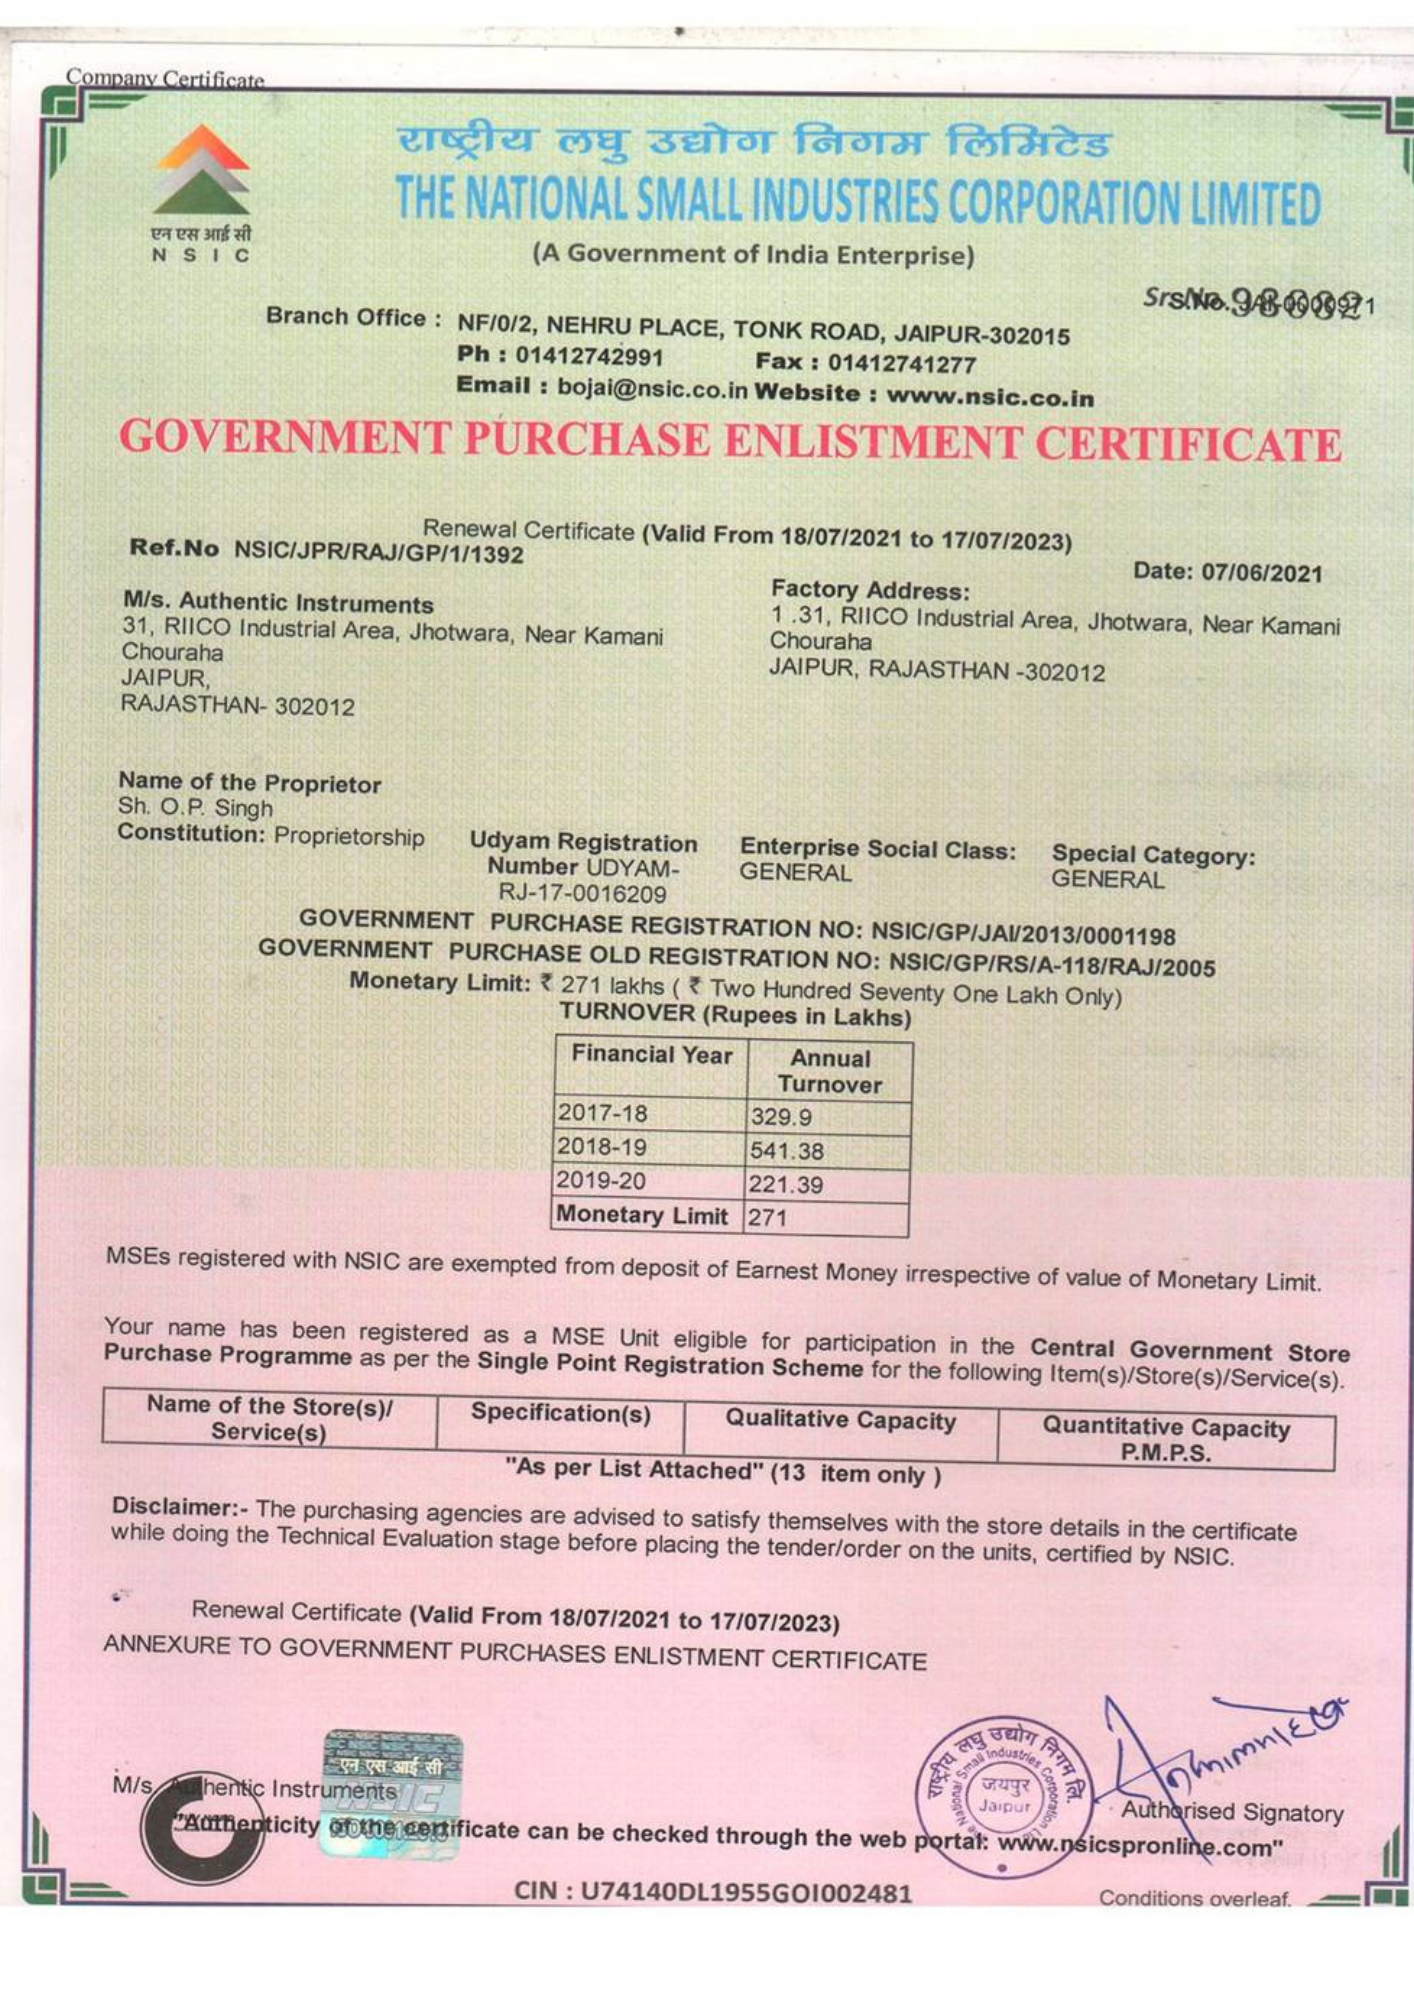 Company Certificate
राष्ट्रीय लघु उद्योग निगम लिमिटेड
THE NATIONAL SMALL INDUSTRIES CORPORATION LIMITED
एन एस आई सी
N S I C
(A Government of India Enterprise)
Branch Office : NF/0/2, NEHRU PLACE, TONK ROAD, JAIPUR-302015
Ph : 01412742991 Fax : 01412741277
Email : bojai@nsic.co.in Website : www.nsic.co.in
GOVERNMENT PURCHASE ENLISTMENT CERTIFICATE
Renewal Certificate (Valid From 18/07/2021 to 17/07/2023)
Ref.No NSIC/JPR/RAJ/GP/1/1392
Date: 07/06/2021
M/s. Authentic Instruments
31, RIICO Industrial Area, Jhotwara, Near Kamani
Chouraha
JAIPUR,
RAJASTHAN- 302012
Factory Address:
1 .31, RIICO Industrial Area, Jhotwara, Near Kamani
Chouraha
JAIPUR, RAJASTHAN -302012
Name of the Proprietor
Sh. O.P. Singh
Constitution: Proprietorship
Udyam Registration
Number UDYAM-
RJ-17-0016209
Enterprise Social Class:
GENERAL
Special Category:
GENERAL
GOVERNMENT PURCHASE REGISTRATION NO: NSIC/GP/JAI/2013/0001198
GOVERNMENT PURCHASE OLD REGISTRATION NO: NSIC/GP/RS/A-118/RAJ/2005
Monetary Limit: ₹ 271 lakhs ( ₹ Two Hundred Seventy One Lakh Only)
TURNOVER (Rupees in Lakhs)
Financial Year Annual
Turnover
2017-18 329.9
2018-19 541.38
2019-20 221.39
Monetary Limit 271
MSEs registered with NSIC are exempted from deposit of Earnest Money irrespective of value of Monetary Limit.
Your name has been registered as a MSE Unit eligible for participation in the Central Government Store
Purchase Programme as per the Single Point Registration Scheme for the following Item(s)/Store(s)/Service(s).
Name of the Store(s)/
Service(s)
Specification(s)
Qualitative Capacity
Quantitative Capacity
P.M.P.S.
"As per List Attached" (13 item only )
Disclaimer:- The purchasing agencies are advised to satisfy themselves with the store details in the certificate
while doing the Technical Evaluation stage before placing the tender/order on the units, certified by NSIC.
Renewal Certificate (Valid From 18/07/2021 to 17/07/2023)
ANNEXURE TO GOVERNMENT PURCHASES ENLISTMENT CERTIFICATE
एन एस आई सी
NSIC
राष्ट्रीय लघु उद्योग निगम लि.
जयपुर
Jaipur
M/s. Authentic Instruments
Authorised Signatory
"Authenticity of the certificate can be checked through the web portal: www.nsicspronline.com"
CIN : U74140DL1955GOI002481
Conditions overleaf.